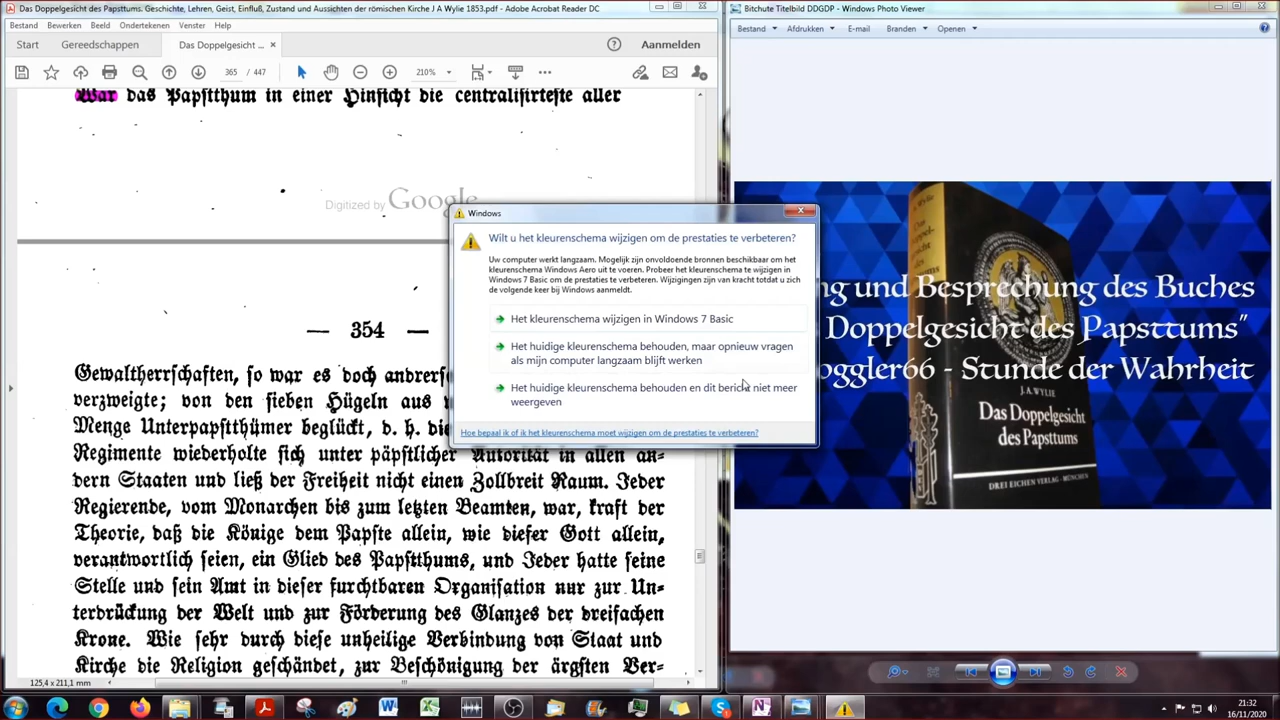 Das Doppelgesicht des Papsttums. Geschichte, Lehren, Geist, Einfluß, Zustand und Aussichten der römischen Kirche J A Wylie 1853.pdf - Adobe Acrobat Reader DC
Bestand Bewerken Beeld Ondertekenen Venster Help
Start Gereedschappen Das Doppelgesicht ... × Aanmelden
365 / 447 210%
War das Papstthum in einer Hinsicht die centralisirteste aller
Digitized by Google
— 354 —
Gewaltherrschaften, so war es doch andrers
verzweigte; von den sieben Hügeln aus
Menge Unterpapstthümer beglückt, d. h. die
Regimente wiederholte sich unter päpstlicher Autorität in allen an-
dern Staaten und ließ der Freiheit nicht einen Zollbreit Raum. Jeder
Regierende, vom Monarchen bis zum letzten Beamten, war, kraft der
Theorie, daß die Könige dem Papste allein, wie dieser Gott allein,
verantwortlich seien, ein Glied des Papstthums, und Jeder hatte seine
Stelle und sein Amt in dieser furchtbaren Organisation nur zur Un-
terdrückung der Welt und zur Förderung des Glanzes der dreifachen
Krone. Wie sehr durch diese unheilige Verbindung von Staat und
Kirche die Religion geschändet, zur Beschönigung der ärgsten Ver-
125,4 x 211,1 mm
Windows
Wilt u het kleurenschema wijzigen om de prestaties te verbeteren?
Uw computer werkt langzaam. Mogelijk zijn onvoldoende bronnen beschikbaar om het
kleurenschema Windows Aero uit te voeren. Probeer het kleurenschema te wijzigen in
Windows 7 Basic om de prestaties te verbeteren. Wijzigingen zijn van kracht totdat u zich
de volgende keer bij Windows aanmeldt.
Het kleurenschema wijzigen in Windows 7 Basic
Het huidige kleurenschema behouden, maar opnieuw vragen
als mijn computer langzaam blijft werken
Het huidige kleurenschema behouden en dit bericht niet meer
weergeven
Hoe bepaal ik of ik het kleurenschema moet wijzigen om de prestaties te verbeteren?
Bitchute Titelbild DDGDP - Windows Photo Viewer
Bestand Afdrukken E-mail Branden Openen
ng und Besprechung des Buches
Doppelgesicht des Papsttums"
oggler66 - Stunde der Wahrheit
J.A.WYLIE
Das Doppelgesicht
des Papsttums
DREI EICHEN VERLAG · MÜNCHEN
21:32
16/11/2020